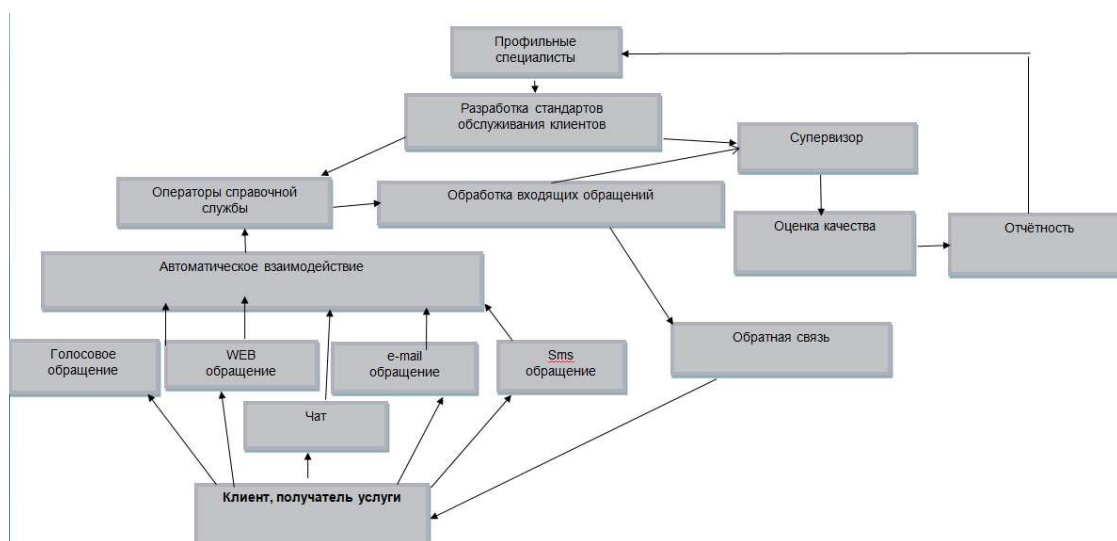 Профильные
специалисты
Разработка стандартов
обслуживания клиентов
Супервизор
Операторы справочной
службы
Обработка входящих обращений
Оценка качества
Отчётность
Автоматическое взаимодействие
Обратная связь
Голосовое
обращение
WEB
обращение
e-mail
обращение
Sms
обращение
Чат
Клиент, получатель услуги